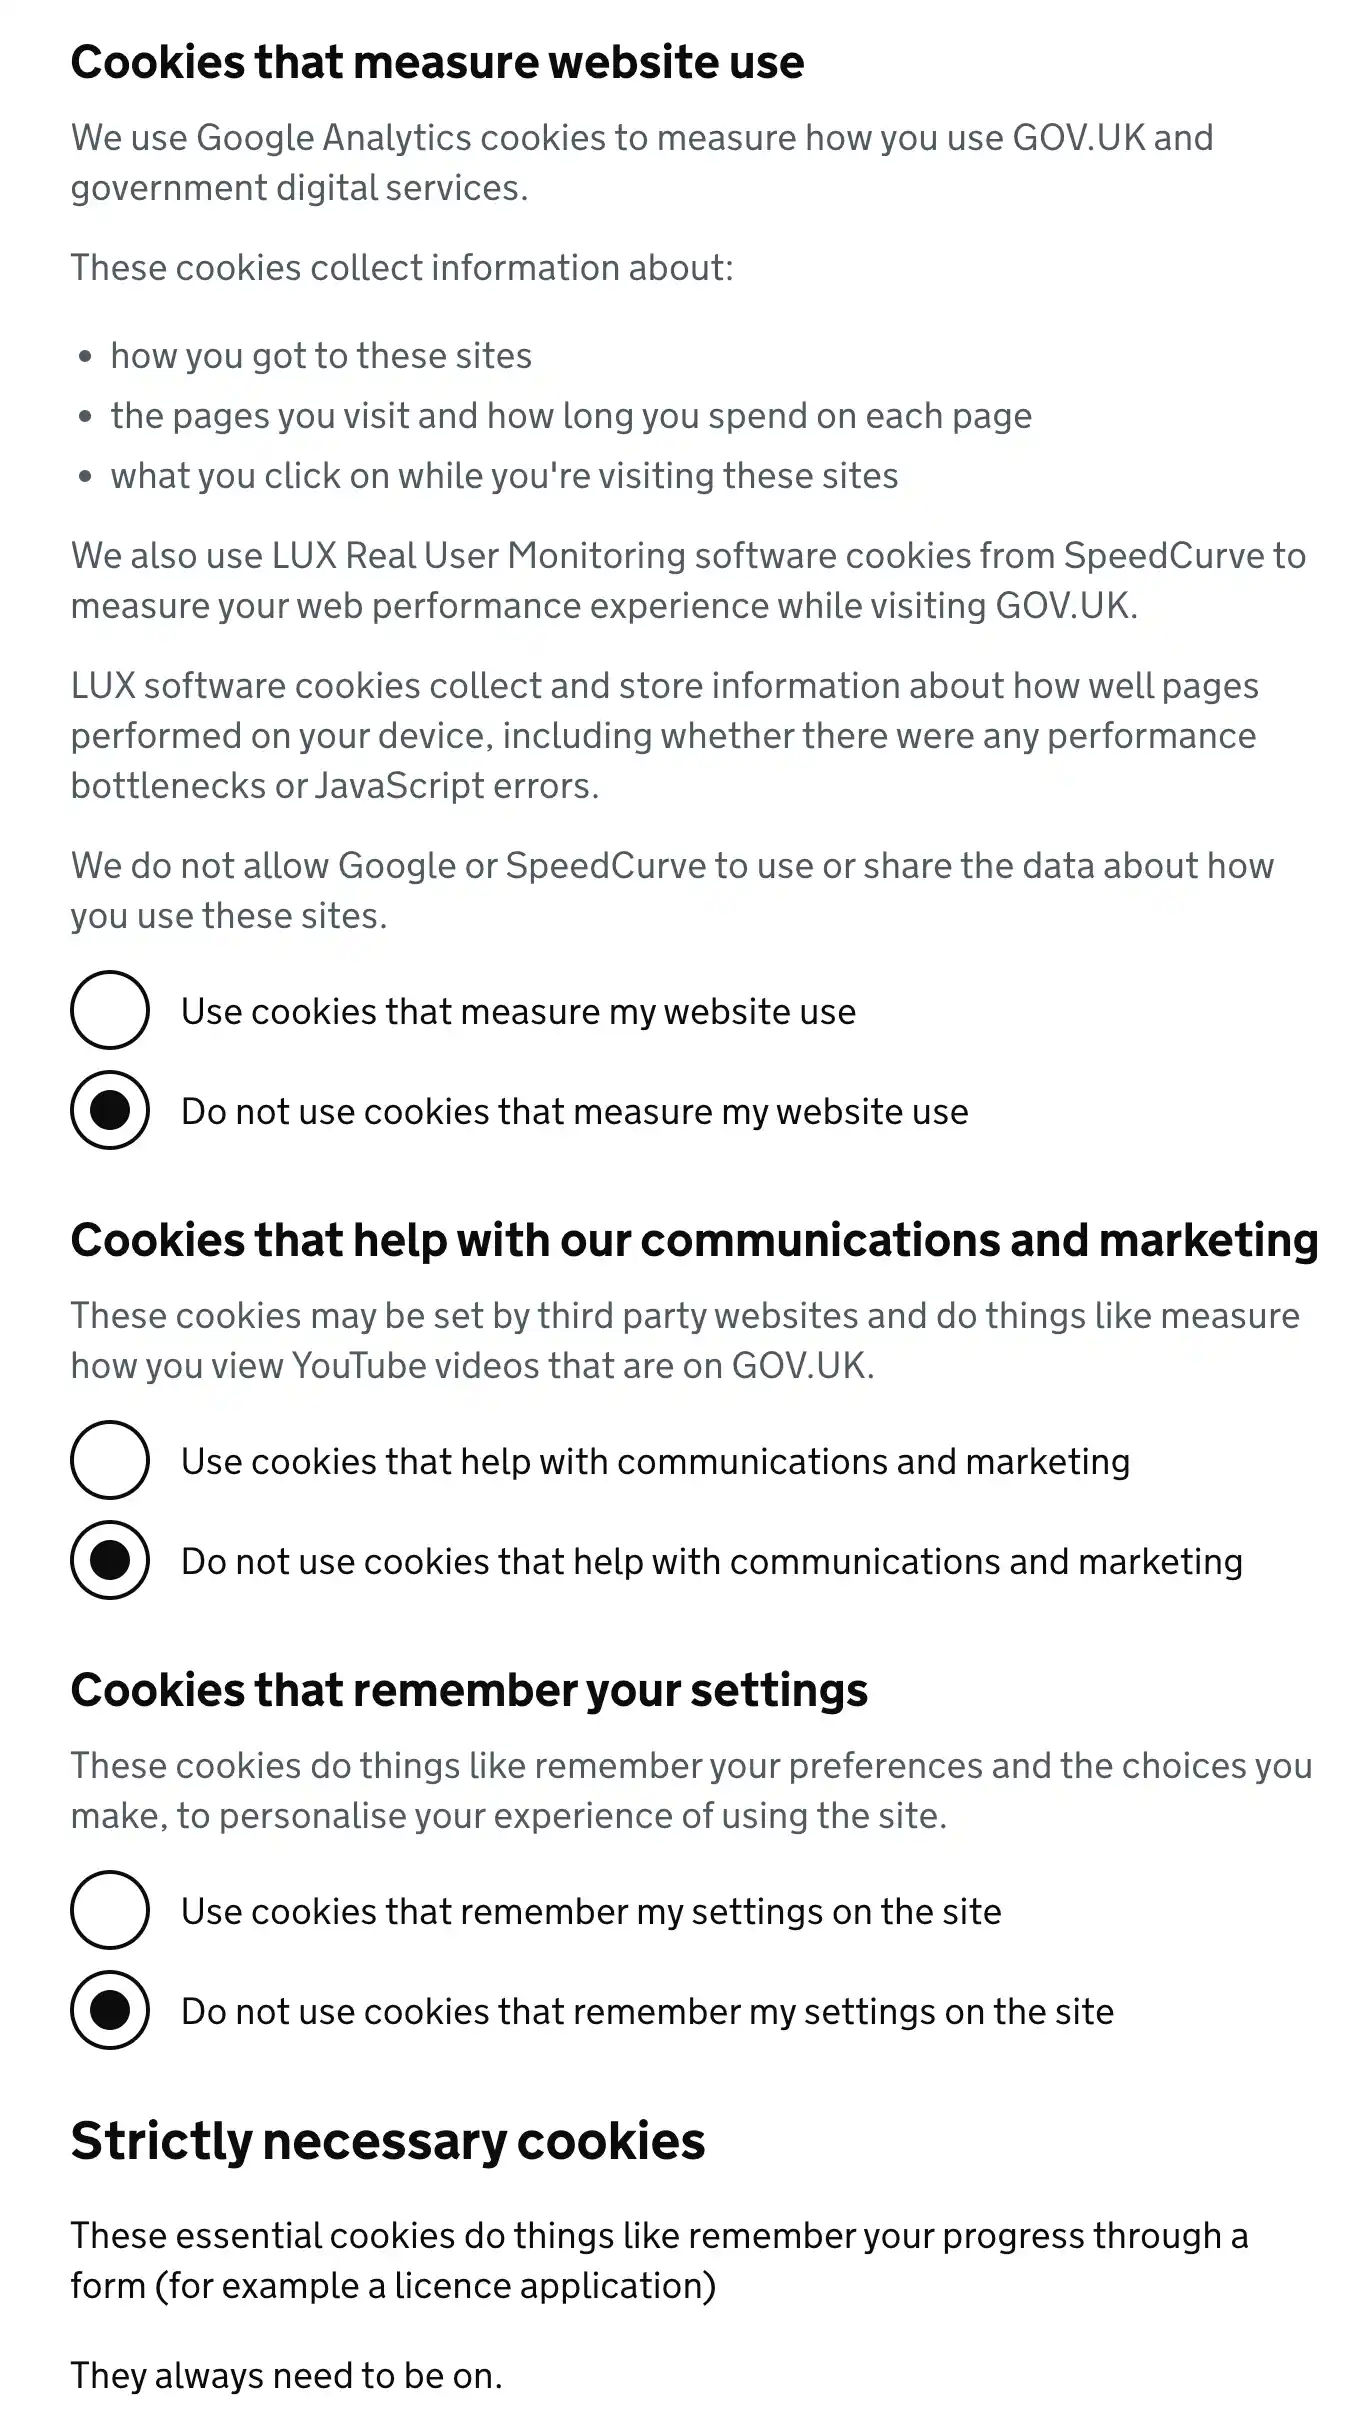 Cookies that measure website use
We use Google Analytics cookies to measure how you use GOV.UK and
government digital services.
These cookies collect information about:
• how you got to these sites
• the pages you visit and how long you spend on each page
• what you click on while you're visiting these sites
We also use LUX Real User Monitoring software cookies from SpeedCurve to
measure your web performance experience while visiting GOV.UK.
LUX software cookies collect and store information about how well pages
performed on your device, including whether there were any performance
bottlenecks or JavaScript errors.
We do not allow Google or SpeedCurve to use or share the data about how
you use these sites.
Use cookies that measure my website use
Do not use cookies that measure my website use
Cookies that help with our communications and marketing
These cookies may be set by third party websites and do things like measure
how you view YouTube videos that are on GOV.UK.
Use cookies that help with communications and marketing
Do not use cookies that help with communications and marketing
Cookies that remember your settings
These cookies do things like remember your preferences and the choices you
make, to personalise your experience of using the site.
Use cookies that remember my settings on the site
Do not use cookies that remember my settings on the site
Strictly necessary cookies
These essential cookies do things like remember your progress through a
form (for example a licence application)
They always need to be on.